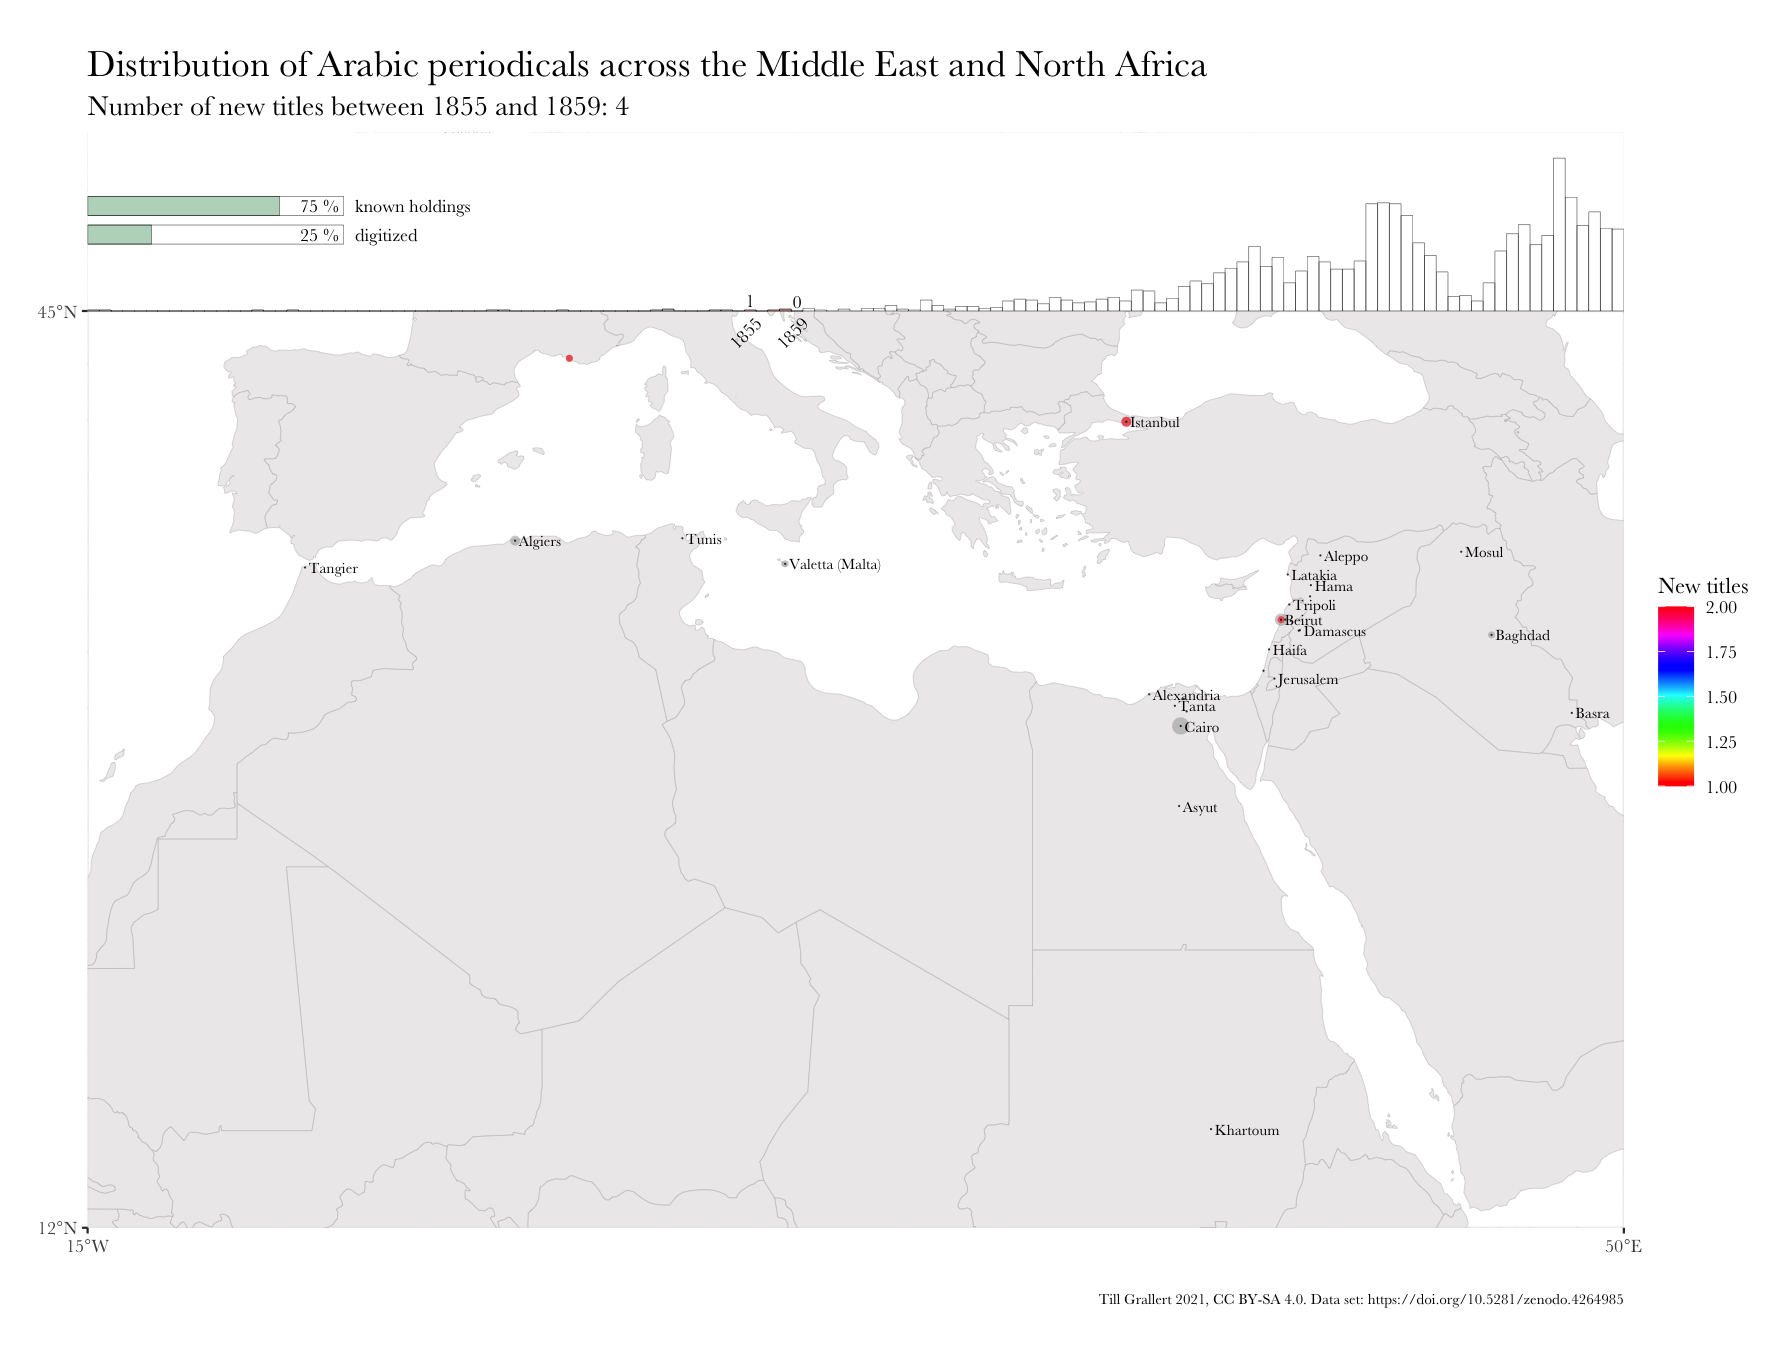 Distribution of Arabic periodicals across the Middle East and North Africa
Number of new titles between 1855 and 1859: 4
75 % known holdings
25 % digitized
1 0
45°N
1855 1859
Istanbul
Algiers
Tunis
Valetta (Malta)
Tangier
Aleppo
Mosul
Latakia
Hama
Tripoli
Beirut
Damascus
Baghdad
Haifa
Jerusalem
Alexandria
Tanta
Cairo
Basra
Asyut
Khartoum
New titles
2.00
1.75
1.50
1.25
1.00
12°N
15°W
50°E
Till Grallert 2021, CC BY-SA 4.0. Data set: https://doi.org/10.5281/zenodo.4264985